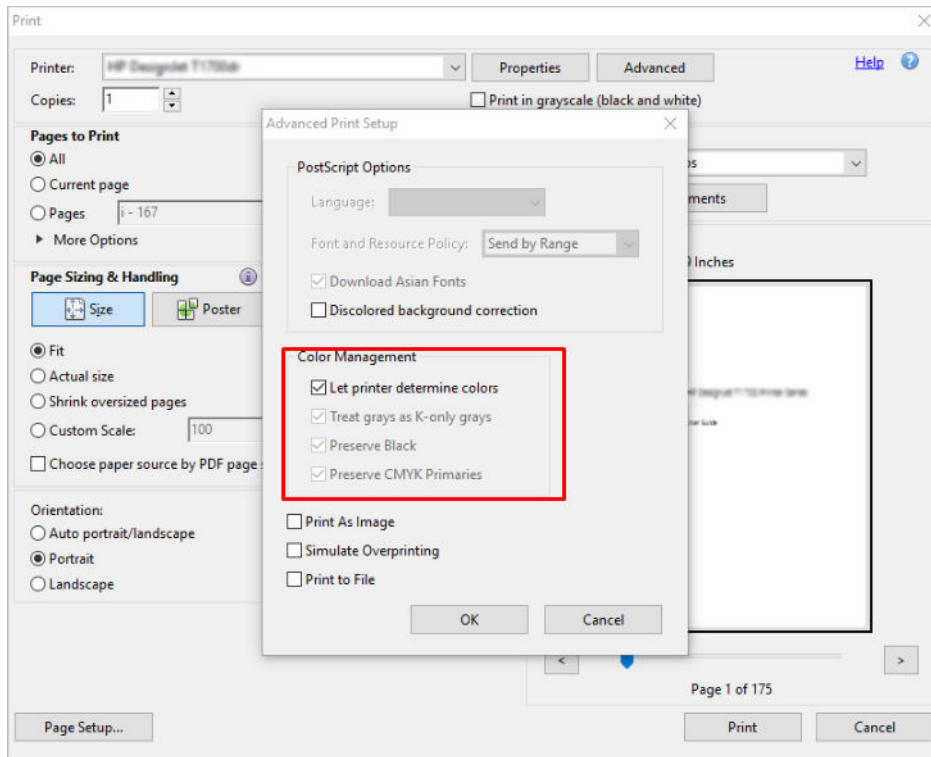 Print
Printer:
Properties
Advanced
Help
Copies: 1
Print in grayscale (black and white)
Pages to Print
All
Current page
Pages i - 167
More Options
Page Sizing & Handling
Size
Poster
Fit
Actual size
Shrink oversized pages
Custom Scale: 100
Choose paper source by PDF page
Orientation:
Auto portrait/landscape
Portrait
Landscape
Advanced Print Setup
PostScript Options
Language:
Font and Resource Policy: Send by Range
Download Asian Fonts
Discolored background correction
Color Management
Let printer determine colors
Treat grays as K-only grays
Preserve Black
Preserve CMYK Primaries
Print As Image
Simulate Overprinting
Print to File
OK
Cancel
Inches
Guide
<
>
Page 1 of 175
Page Setup...
Print
Cancel